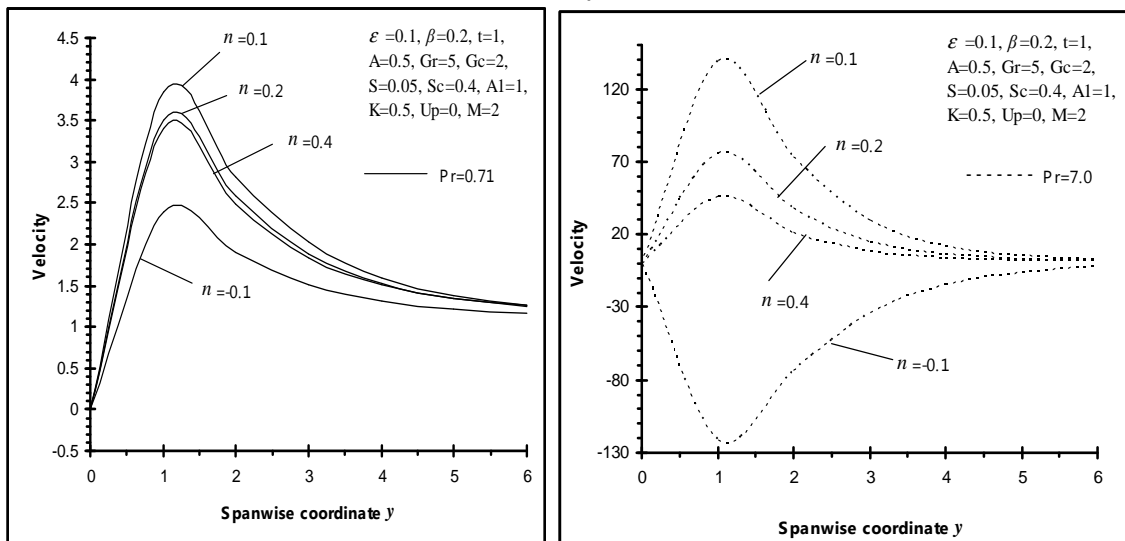 4.5
4
3.5
3
2.5
2
1.5
1
0.5
0
-0.5
Velocity
n =0.1
n =0.2
n =0.4
n =-0.1
ε =0.1, β=0.2, t=1,
A=0.5, Gr=5, Gc=2,
S=0.05, Sc=0.4, Al=1,
K=0.5, Up=0, M=2
Pr=0.71
0 1 2 3 4 5 6
Spanwise coordinate y
120
70
20
-30
-80
-130
Velocity
n =0.1
n =0.2
n =0.4
n =-0.1
ε =0.1, β=0.2, t=1,
A=0.5, Gr=5, Gc=2,
S=0.05, Sc=0.4, Al=1,
K=0.5, Up=0, M=2
Pr=7.0
0 1 2 3 4 5 6
Spanwise coordinate y